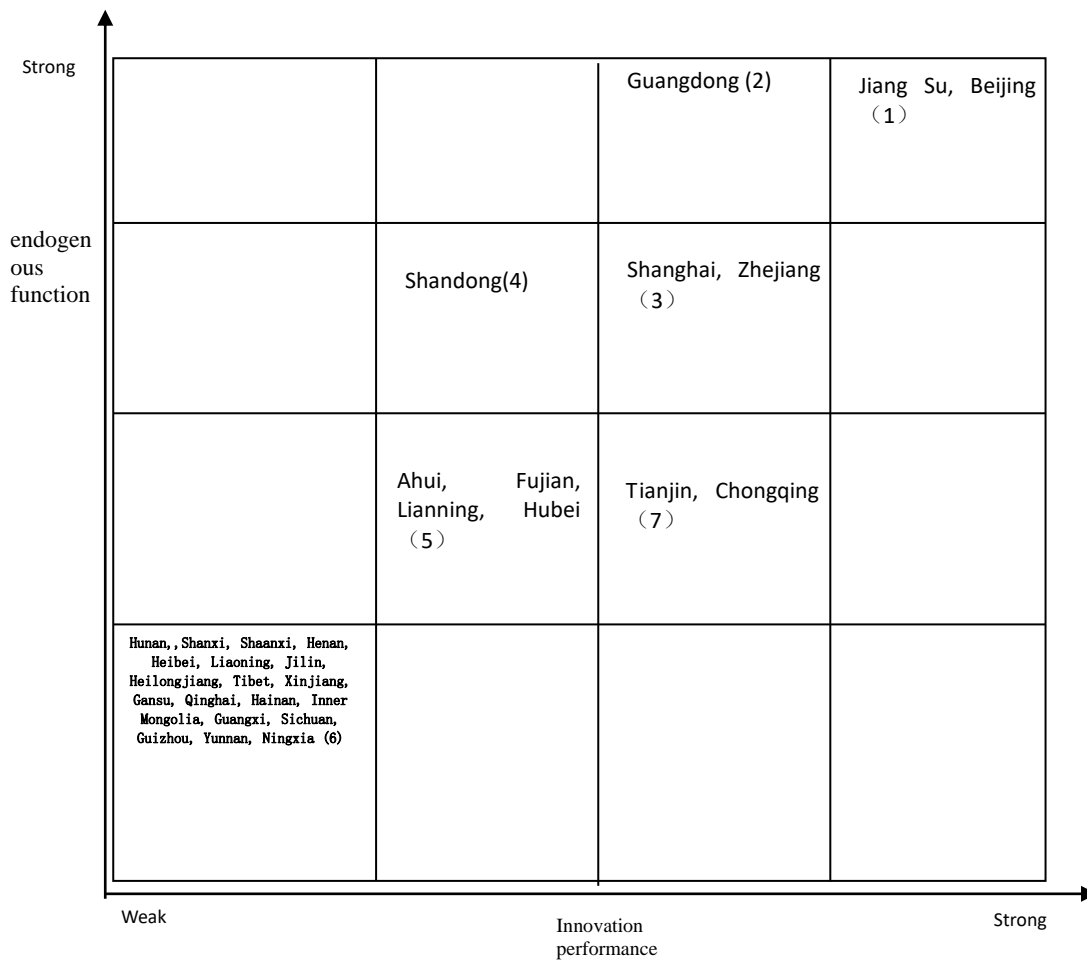 Strong
Guangdong (2)
Jiang Su, Beijing
（1）
endogen
ous
function
Shandong(4)
Shanghai, Zhejiang
（3）
Ahui, Fujian,
Lianning, Hubei
（5）
Tianjin, Chongqing
（7）
Hunan,,Shanxi, Shaanxi, Henan,
Heibei, Liaoning, Jilin,
Heilongjiang, Tibet, Xinjiang,
Gansu, Qinghai, Hainan, Inner
Mongolia, Guangxi, Sichuan,
Guizhou, Yunnan, Ningxia (6)
Weak
Innovation
performance
Strong